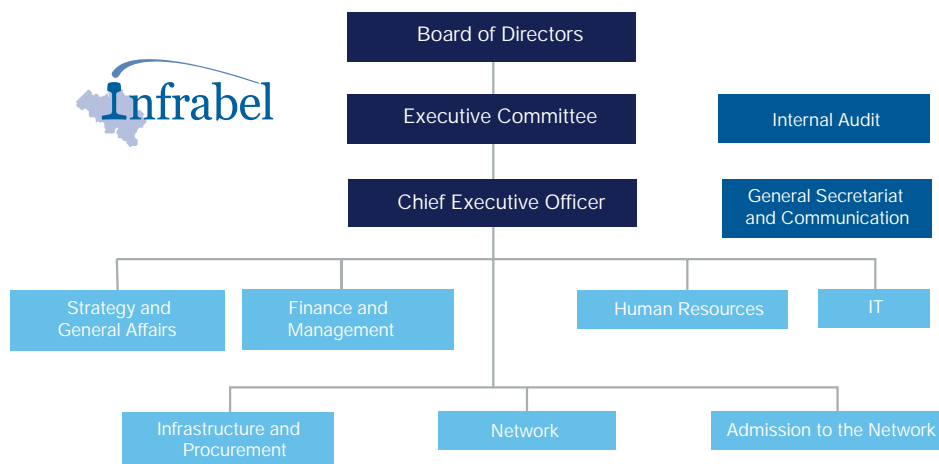 Board of Directors
Infrabel
Executive Committee
Internal Audit
Chief Executive Officer
General Secretariat
and Communication
Strategy and
General Affairs
Finance and
Management
Human Resources
IT
Infrastructure and
Procurement
Network
Admission to the Network